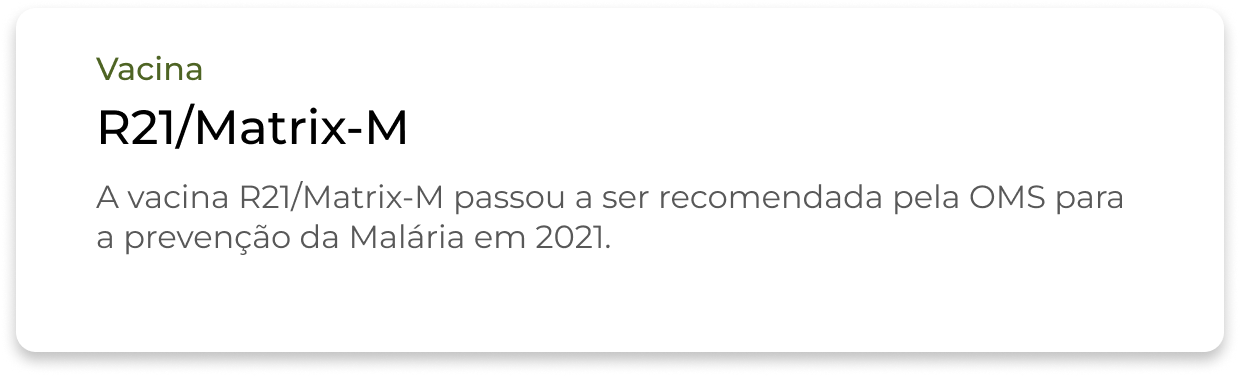 Vacina
R21/Matrix-M
A vacina R21/Matrix-M passou a ser recomendada pela OMS para
a prevenção da Malária em 2021.